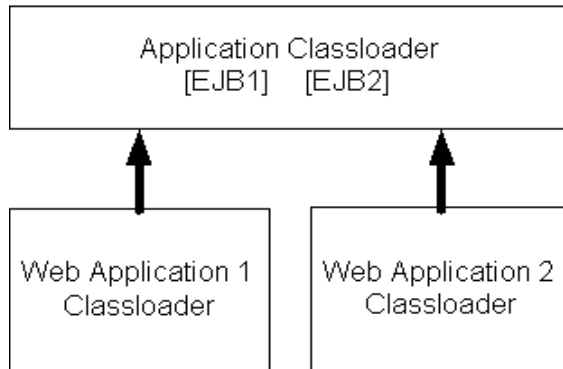 Application Classloader
[EJB1] [EJB2]
Web Application 1
Classloader
Web Application 2
Classloader